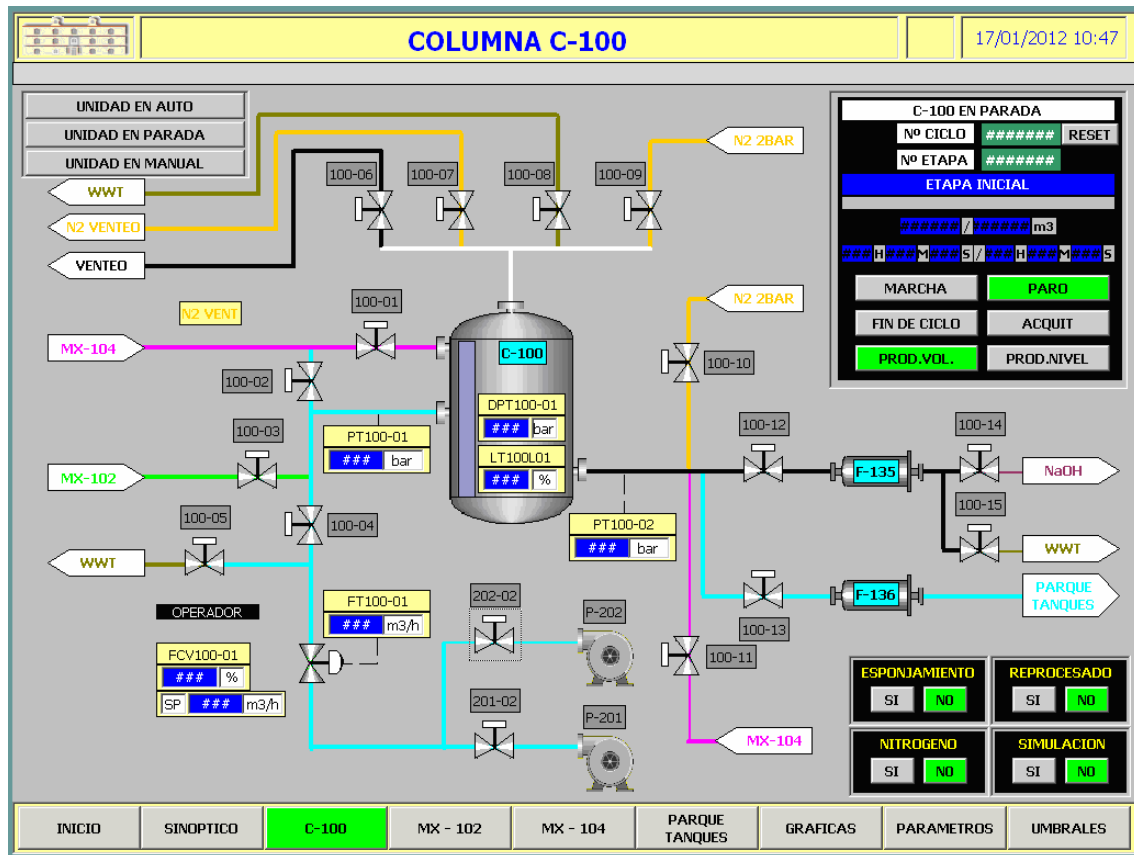 COLUMNA C-100
17/01/2012 10:47
UNIDAD EN AUTO
UNIDAD EN PARADA
UNIDAD EN MANUAL
WWT
N2 VENTEO
VENTEO
100-06
100-07
100-08
100-09
N2 2BAR
C-100 EN PARADA
Nº CICLO ####### RESET
Nº ETAPA #######
ETAPA INICIAL
###### / ###### m3
### H ### M ### S / ### H ### M ### S
MARCHA PARO
FIN DE CICLO ACQUIT
PROD.VOL. PROD.NIVEL
N2 VENT
100-01
N2 2BAR
MX-104
C-100
100-02
100-10
DPT100-01
### bar
LT100L01
### %
100-03
PT100-01
### bar
MX-102
100-12
100-14
F-135
NaOH
100-05
100-04
PT100-02
### bar
100-15
WWT
WWT
OPERADOR
FT100-01
### m3/h
202-02
P-202
F-136
PARQUE
TANQUES
100-13
FCV100-01
### %
SP ### m3/h
100-11
201-02
P-201
MX-104
ESPONJAMIENTO
SI NO
REPROCESADO
SI NO
NITROGENO
SI NO
SIMULACION
SI NO
INICIO
SINOPTICO
C-100
MX - 102
MX - 104
PARQUE
TANQUES
GRAFICAS
PARAMETROS
UMBRALES